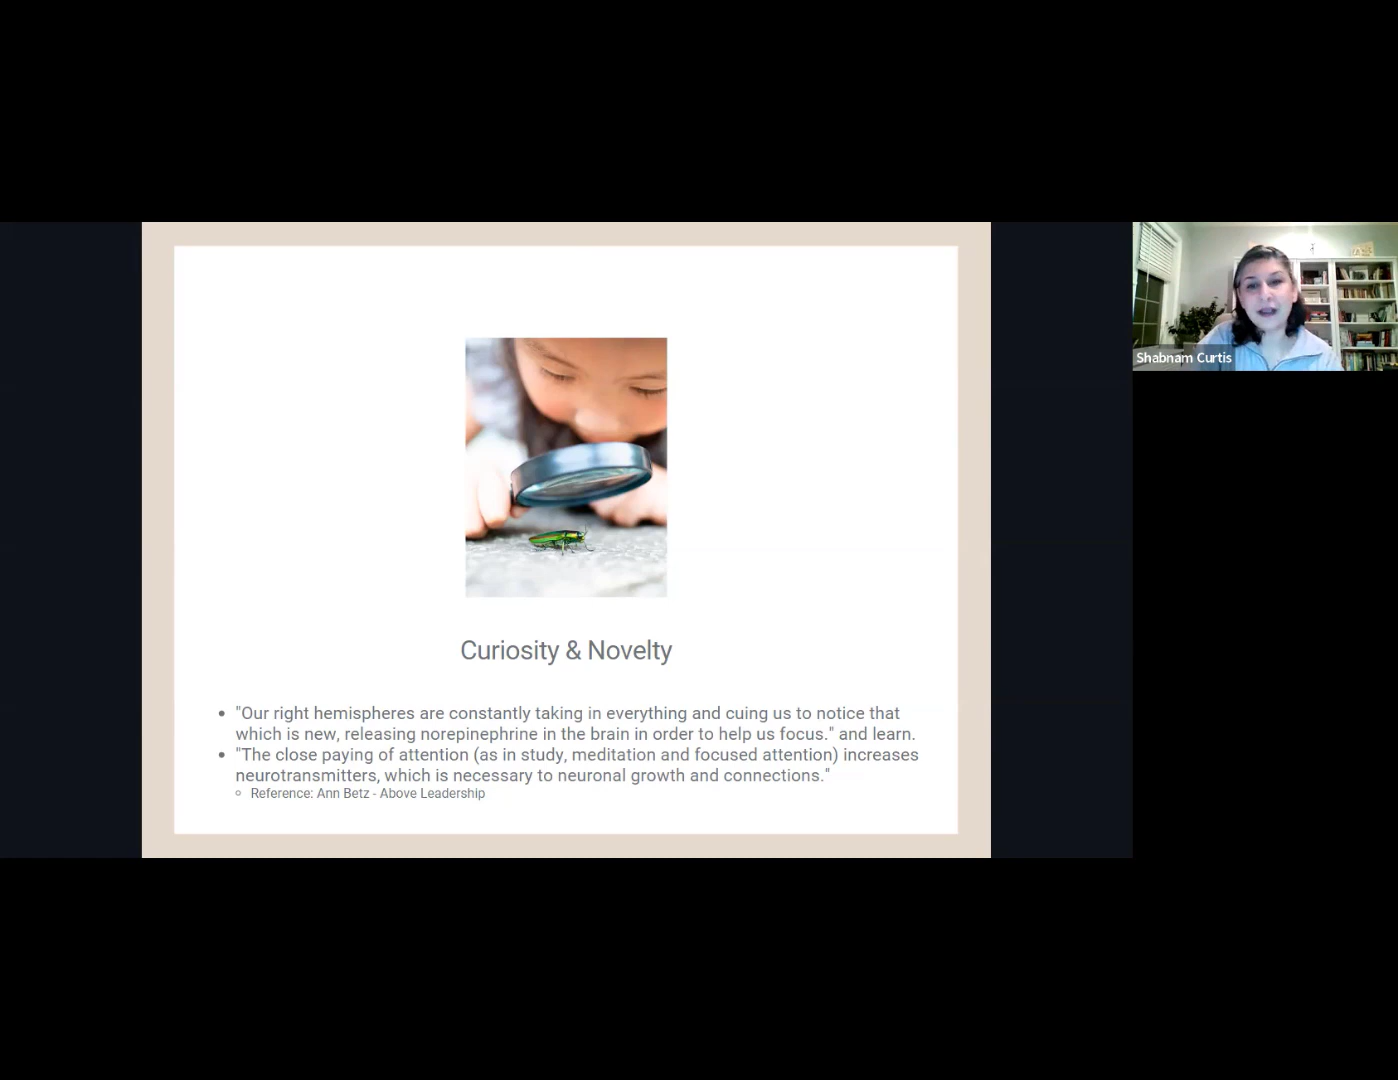 Shabnam Curtis
Curiosity & Novelty
• "Our right hemispheres are constantly taking in everything and cuing us to notice that
which is new, releasing norepinephrine in the brain in order to help us focus." and learn.
• "The close paying of attention (as in study, meditation and focused attention) increases
neurotransmitters, which is necessary to neuronal growth and connections."
○ Reference: Ann Betz - Above Leadership